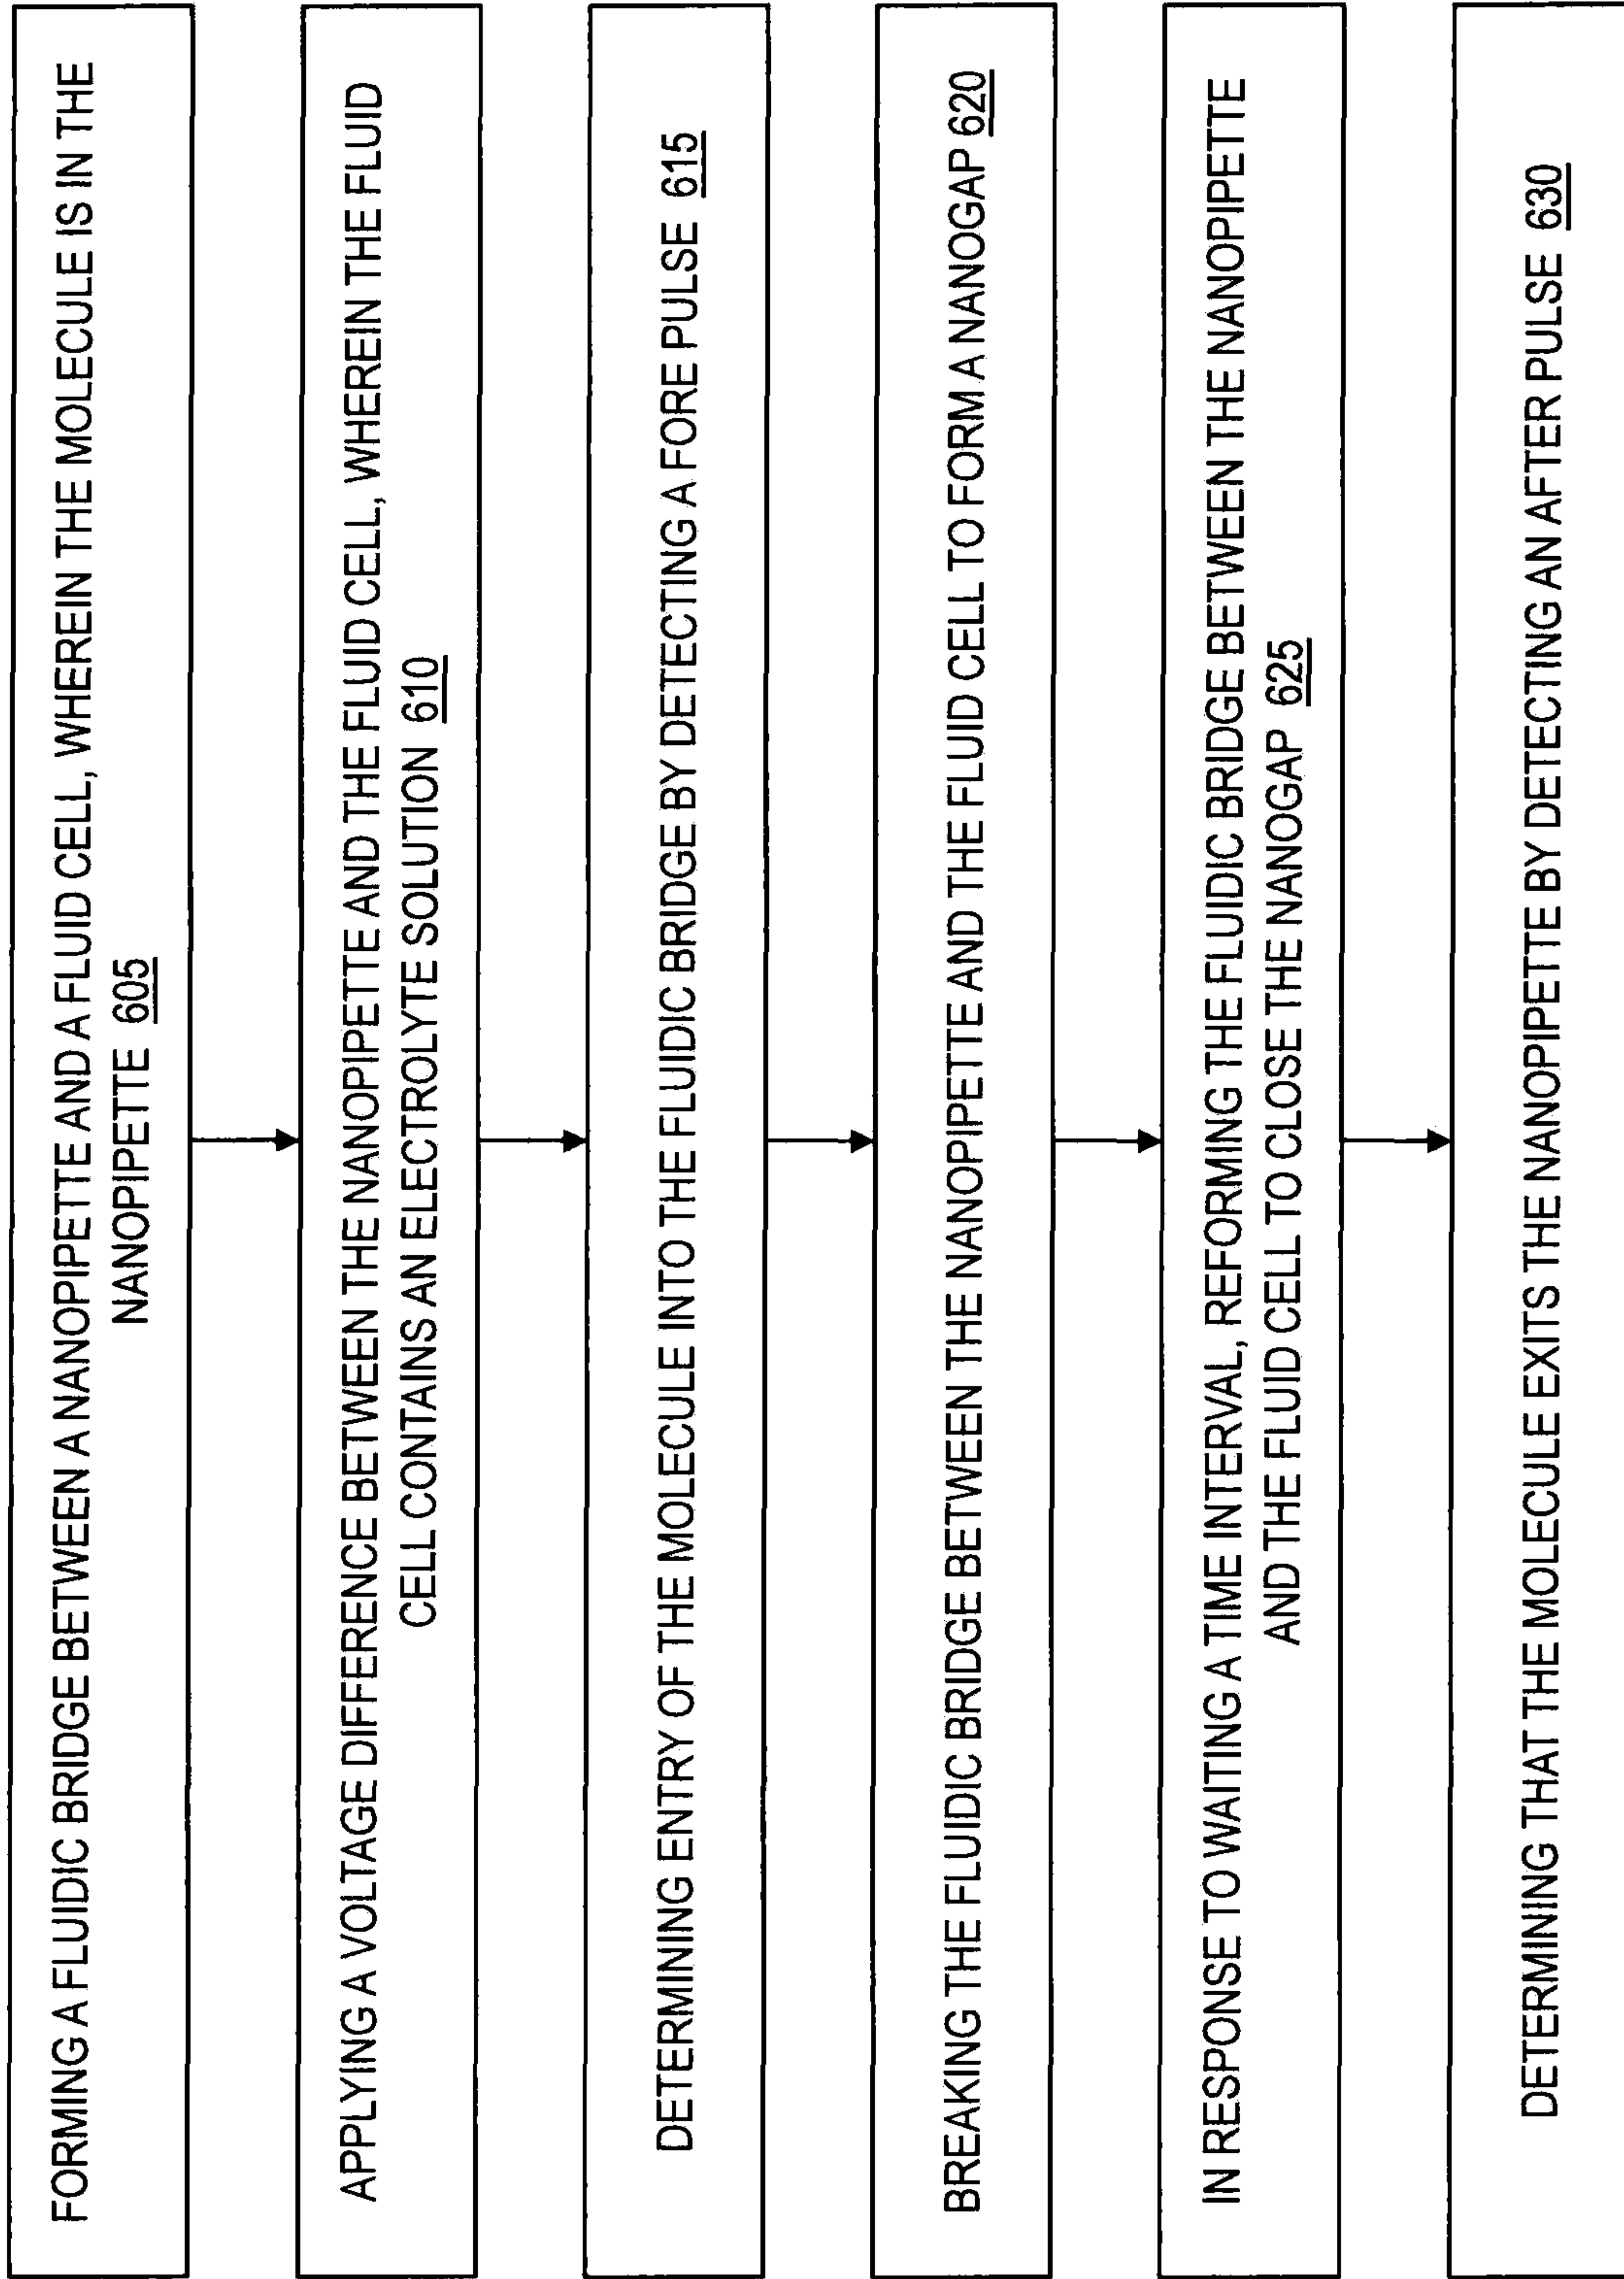 FORMING A FLUIDIC BRIDGE BETWEEN A NANOPIPETTE AND A FLUID CELL, WHEREIN THE MOLECULE IS IN THE
NANOPIPETTE 605
APPLYING A VOLTAGE DIFFERENCE BETWEEN THE NANOPIPETTE AND THE FLUID CELL, WHEREIN THE FLUID
CELL CONTAINS AN ELECTROLYTE SOLUTION 610
DETERMINING ENTRY OF THE MOLECULE INTO THE FLUIDIC BRIDGE BY DETECTING A FORE PULSE 615
BREAKING THE FLUIDIC BRIDGE BETWEEN THE NANOPIPETTE AND THE FLUID CELL TO FORM A NANOGAP 620
IN RESPONSE TO WAITING A TIME INTERVAL, REFORMING THE FLUIDIC BRIDGE BETWEEN THE NANOPIPETTE
AND THE FLUID CELL TO CLOSE THE NANOGAP 625
DETERMINING THAT THE MOLECULE EXITS THE NANOPIPETTE BY DETECTING AN AFTER PULSE 630